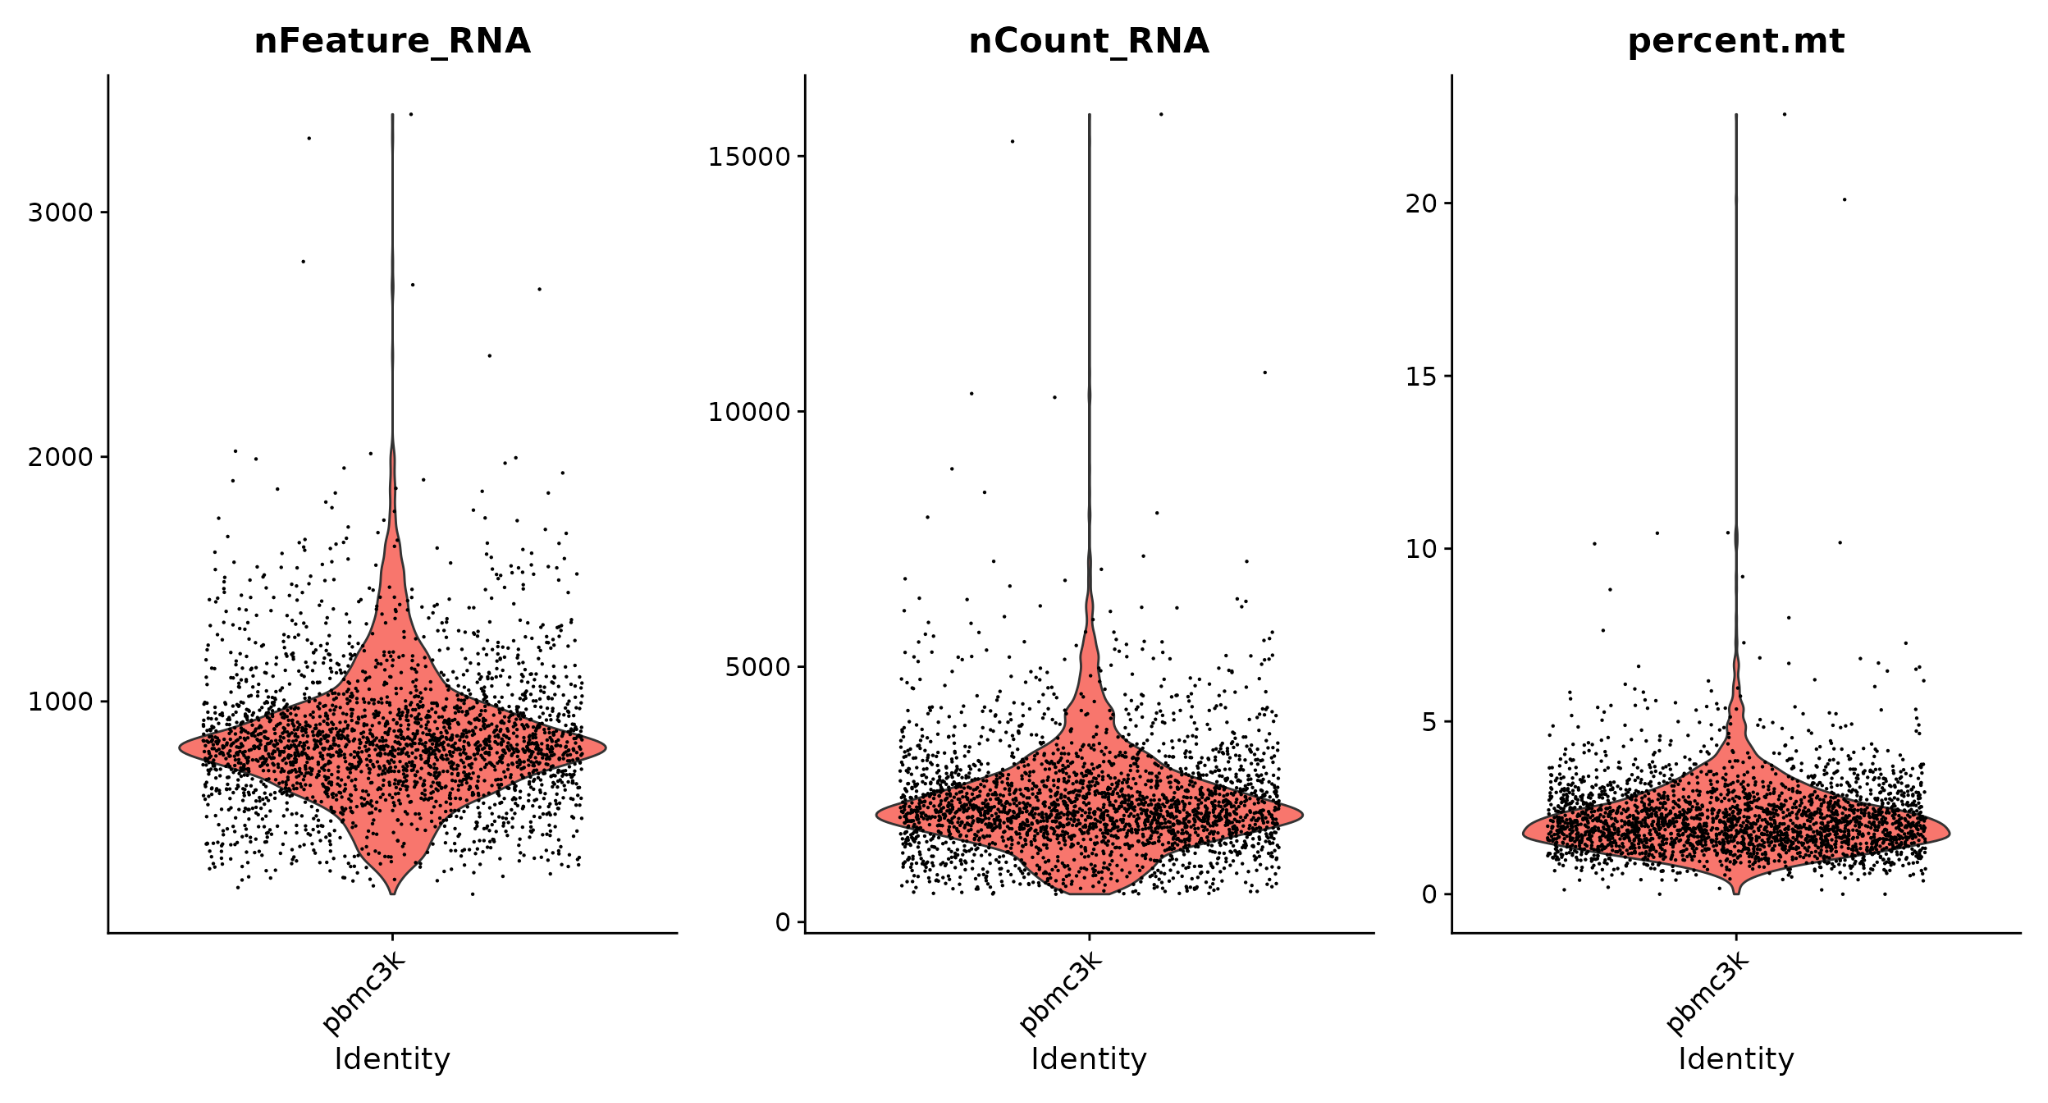 nFeature_RNA
3000
2000
1000
pbmc3k
Identity
nCount_RNA
15000
10000
5000
0
pbmc3k
Identity
percent.mt
20
15
10
5
0
pbmc3k
Identity